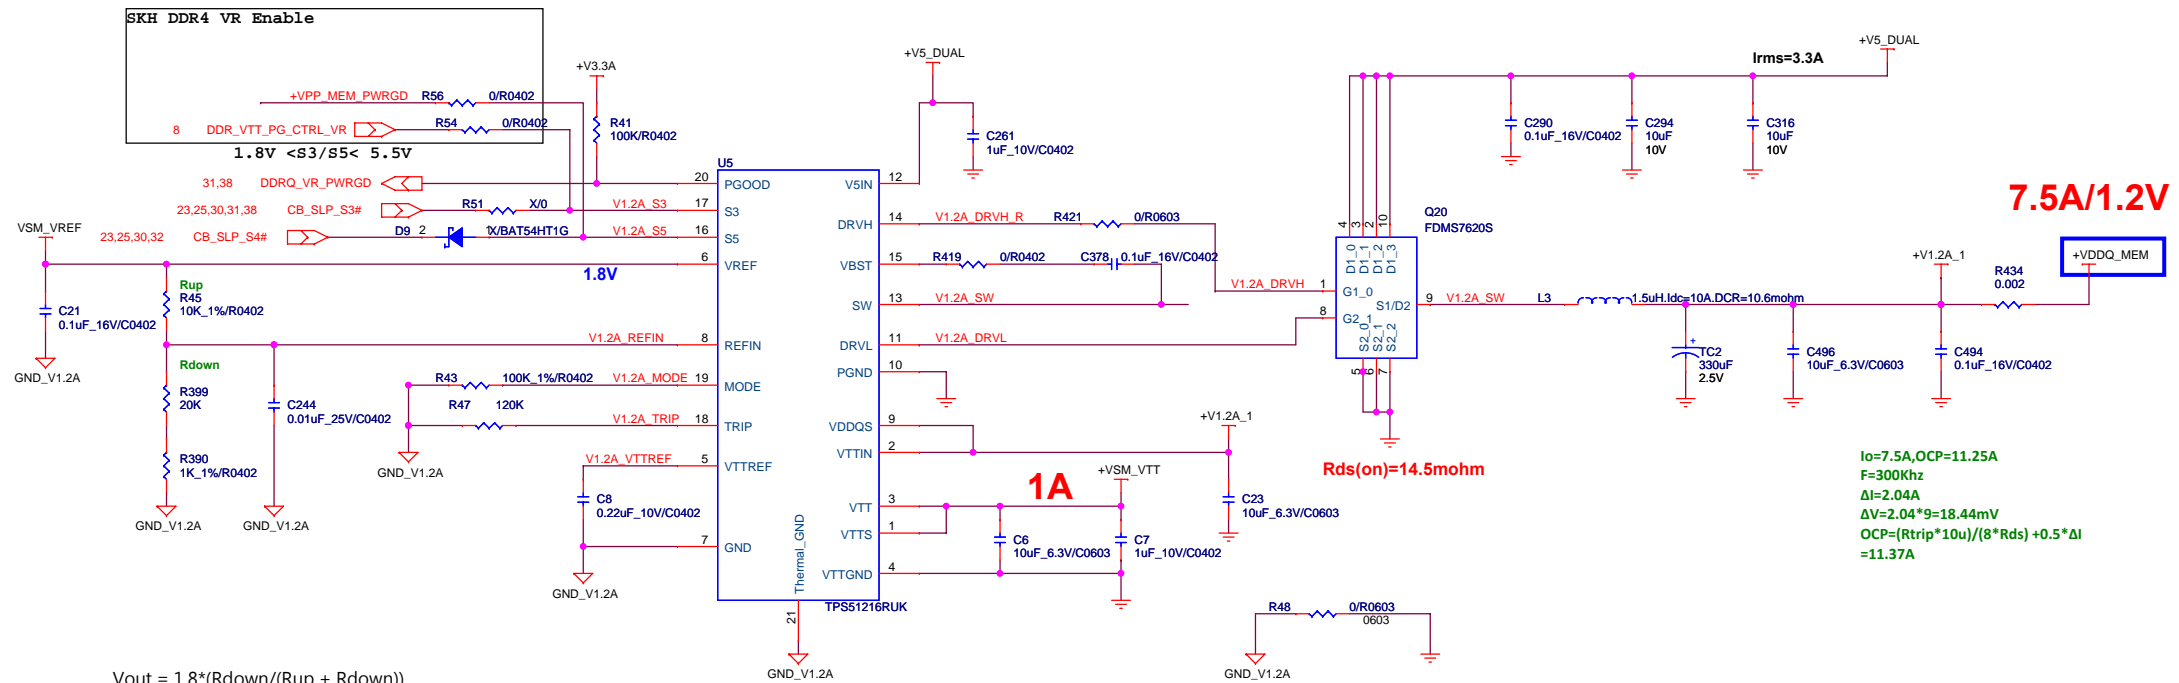 SKH DDR4 VR Enable
+VPP_MEM_PWRGD R56 0/R0402
8 DDR_VTT_PG_CTRL_VR R54 0/R0402
1.8V <S3/S5< 5.5V
+V3.3A
R41
100K/R0402
31,38 DDRQ_VR_PWRGD
23,25,30,31,38 CB_SLP_S3# R51 X/0 V1.2A_S3
23,25,30,32 CB_SLP_S4# D9 2 1 X/BAT54HT1G V1.2A_S5
VSM_VREF
1.8V
C21
0.1uF_16V/C0402
GND_V1.2A
Rup
R45
10K_1%/R0402
Rdown
R399
20K
R390
1K_1%/R0402
GND_V1.2A
C244
0.01uF_25V/C0402
GND_V1.2A
V1.2A_REFIN
R43 100K_1%/R0402 V1.2A_MODE
R47 120K V1.2A_TRIP
GND_V1.2A
V1.2A_VTTREF
C8
0.22uF_10V/C0402
GND_V1.2A
U5
20 PGOOD
17 S3
16 S5
6 VREF
8 REFIN
19 MODE
18 TRIP
5 VTTREF
7 GND
V5IN 12
DRVH 14
VBST 15
SW 13
DRVL 11
PGND 10
VDDQS 9
VTTIN 2
VTT 3
VTTS 1
VTTGND 4
Thermal_GND
21
TPS51216RUK
GND_V1.2A
+V5_DUAL
C261
1uF_10V/C0402
V1.2A_DRVH_R R421 0/R0603
R419 0/R0402 C378 0.1uF_16V/C0402
V1.2A_SW
V1.2A_DRVL
V1.2A_DRVH
+V1.2A_1
C23
10uF_6.3V/C0603
1A
+VSM_VTT
C6
10uF_6.3V/C0603
C7
1uF_10V/C0402
R48 0/R0603
0603
GND_V1.2A
Q20
FDMS7620S
4 3 2 10
D1_0 D1_1 D1_2 D1_3
1 G1_0
8 G2_1
S1/D2 9
S2_0 S2_1 S2_2
5 6 7
Rds(on)=14.5mohm
Irms=3.3A
+V5_DUAL
C290
0.1uF_16V/C0402
C294
10uF
10V
C316
10uF
10V
7.5A/1.2V
V1.2A_SW L3 1.5uH.Idc=10A.DCR=10.6mohm
+V1.2A_1
R434
0.002
+VDDQ_MEM
+
TC2
330uF
2.5V
C496
10uF_6.3V/C0603
C494
0.1uF_16V/C0402
Io=7.5A,OCP=11.25A
F=300Khz
ΔI=2.04A
ΔV=2.04*9=18.44mV
OCP=(Rtrip*10u)/(8*Rds) +0.5*ΔI
=11.37A
Vout = 1.8*(Rdown/(Rup + Rdown))